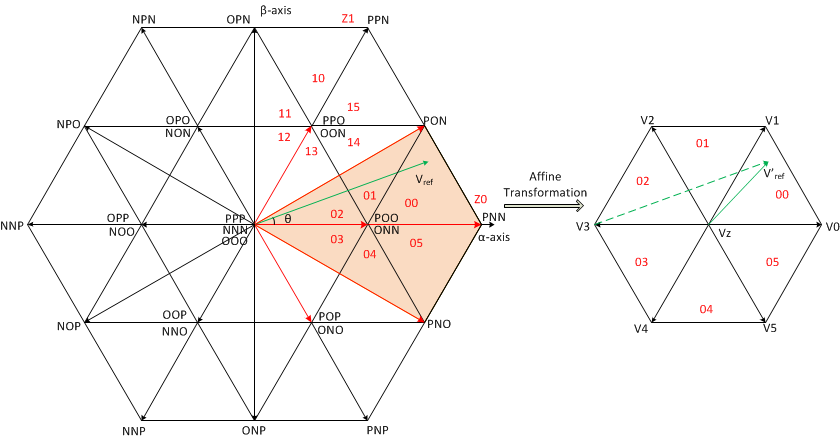 β-axis
NPN
OPN
Z1
PPN
10
NPO
OPO
NON
11
12
13
PPO
OON
15
14
PON
Vref
01
00
NNP
OPP
NOO
PPP
NNN
OOO
θ
02
03
POO
ONN
04
05
Z0
PNN
α-axis
NOP
OOP
NNO
POP
ONO
PNO
NNP
ONP
PNP
Affine
Transformation
V2
V1
01
02
V'ref
00
V3
Vz
V0
03
05
04
V4
V5